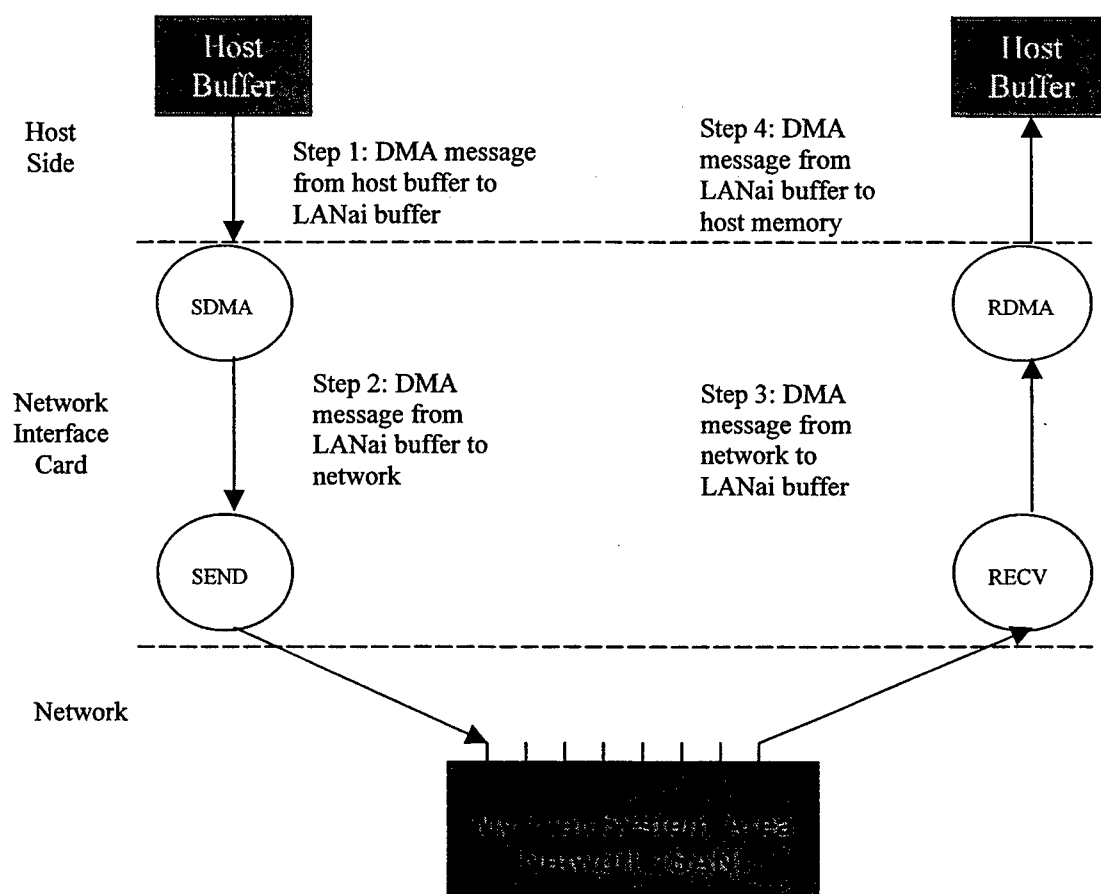 Host
Buffer
Host
Buffer
Host
Side
Step 1: DMA message
from host buffer to
LANai buffer
Step 4: DMA
message from
LANai buffer to
host memory
SDMA
RDMA
Network
Interface
Card
Step 2: DMA
message from
LANai buffer to
network
Step 3: DMA
message from
network to
LANai buffer
SEND
RECV
Network